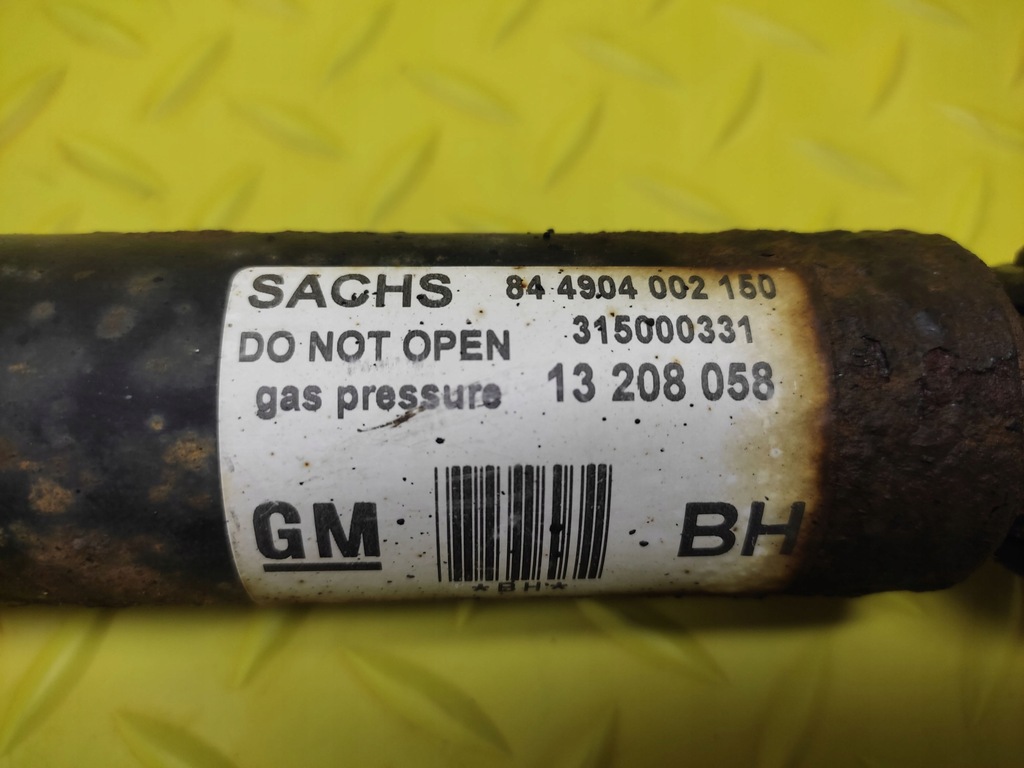 SACHS 84 4904 002 150
DO NOT OPEN 315000331
gas pressure 13 208 058
GM BH
*BH*